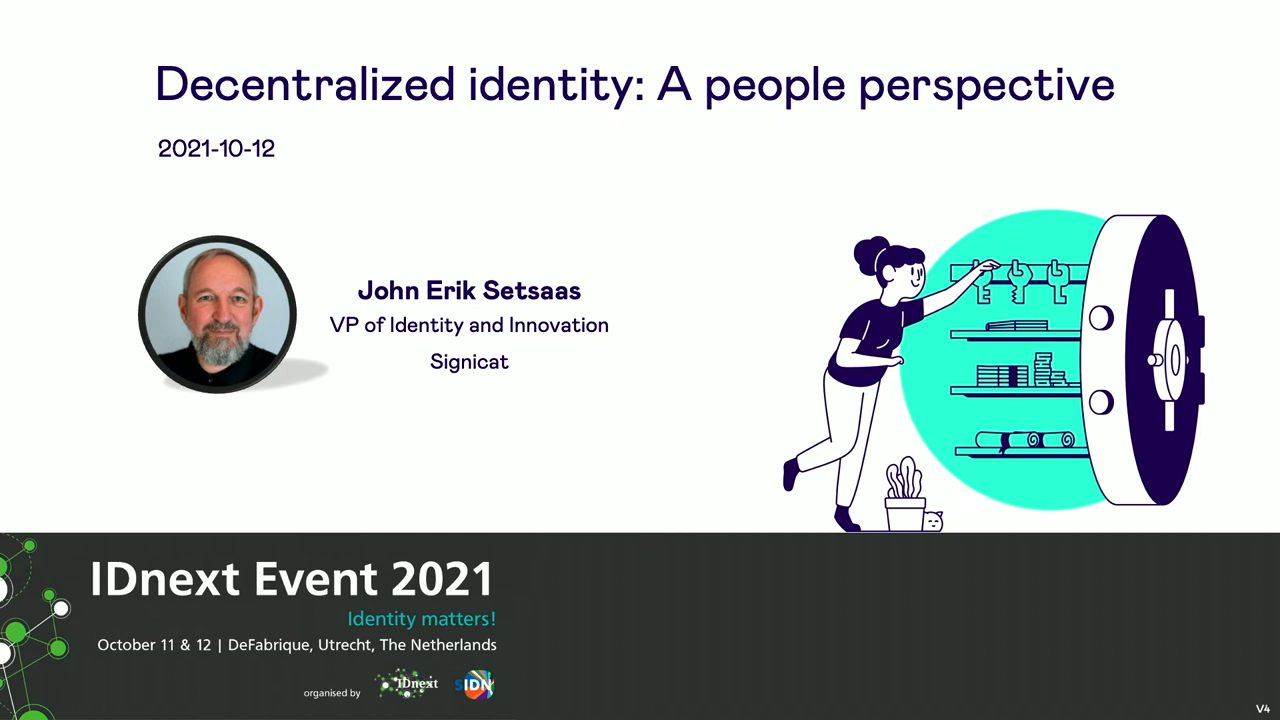 Decentralized identity: A people perspective
2021-10-12
John Erik Setsaas
VP of Identity and Innovation
Signicat
IDnext Event 2021
Identity matters!
October 11 & 12 | DeFabrique, Utrecht, The Netherlands
organised by
IDnext
SIDN
V4